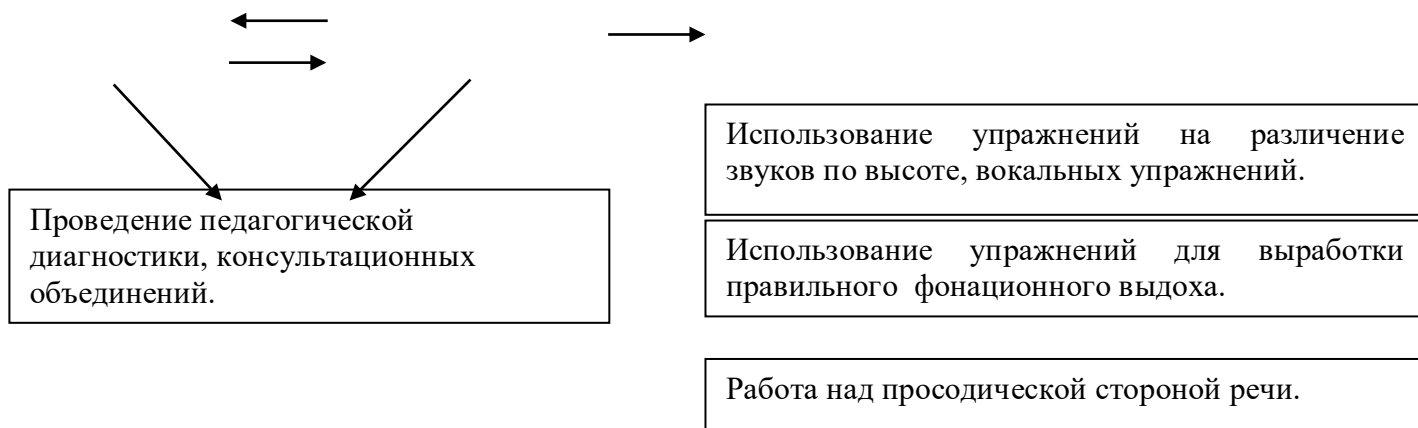 Использование упражнений на различение
звуков по высоте, вокальных упражнений.
Проведение педагогической
диагностики, консультационных
объединений.
Использование упражнений для выработки
правильного фонационного выдоха.
Работа над просодической стороной речи.